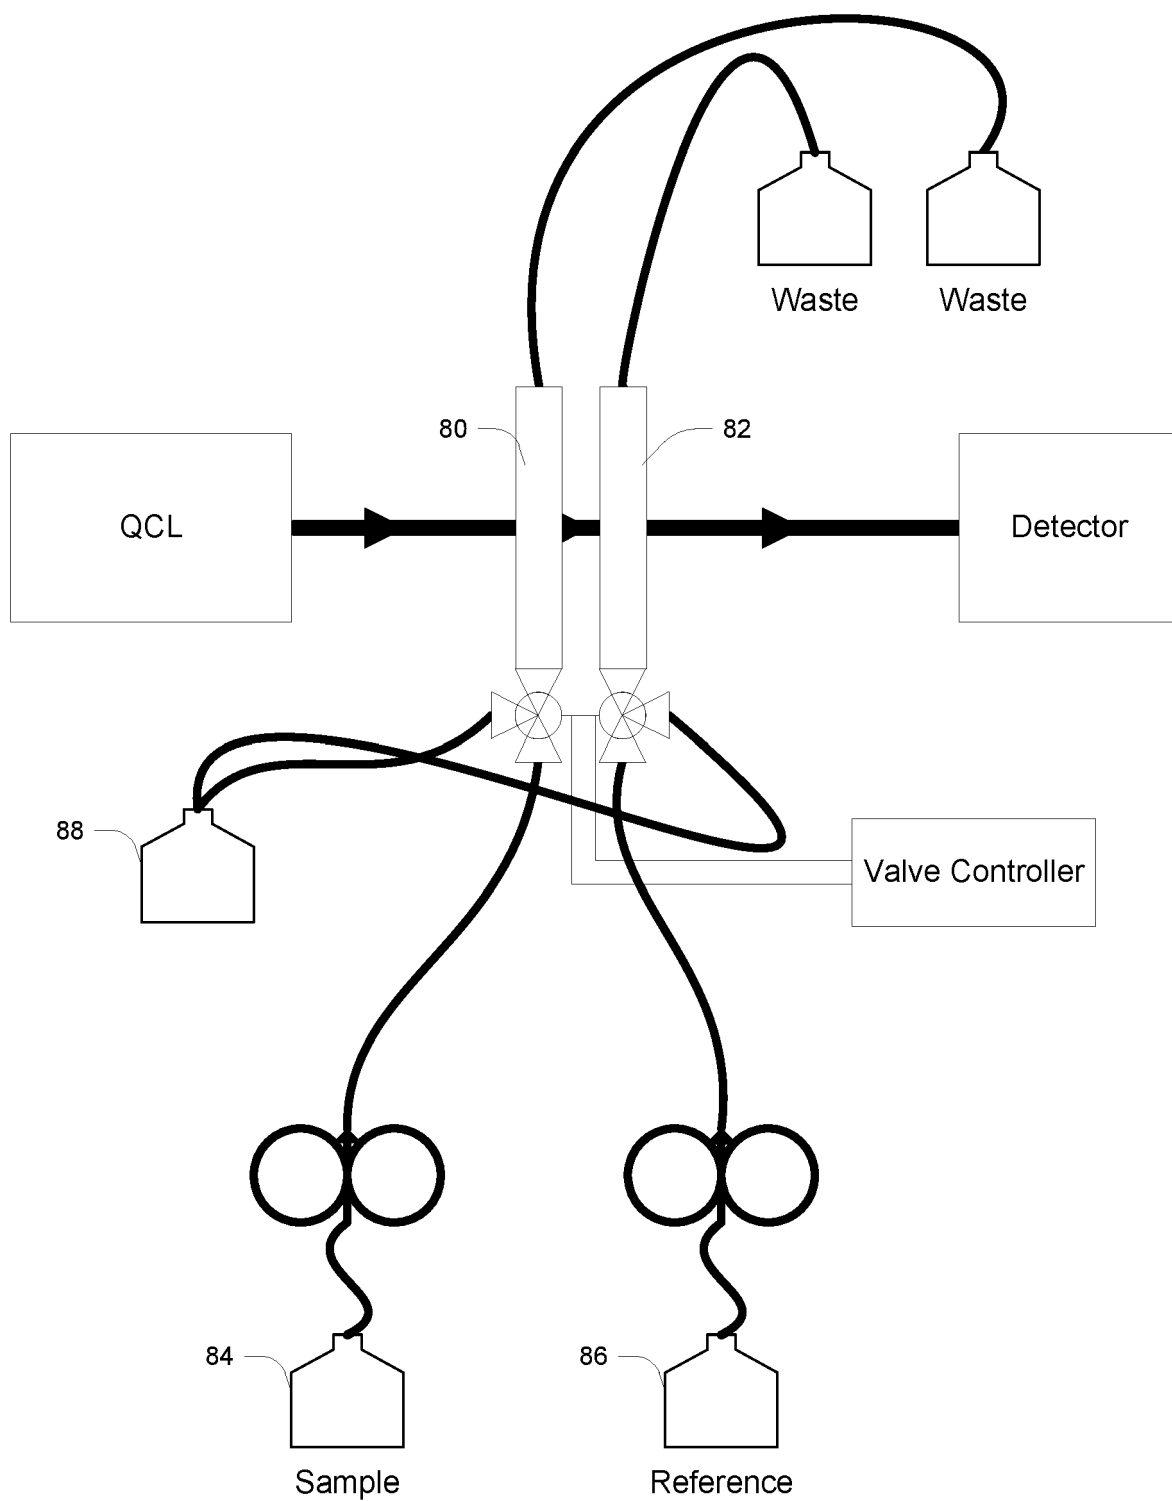 Waste
Waste
80
82
QCL
Detector
88
Valve Controller
84
86
Sample
Reference